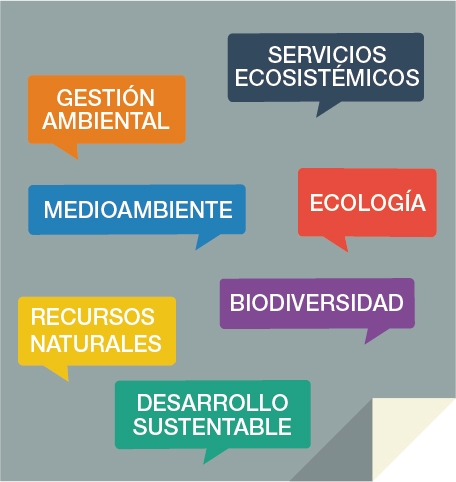 SERVICIOS
ECOSISTÉMICOS
GESTIÓN
AMBIENTAL
MEDIOAMBIENTE
ECOLOGÍA
BIODIVERSIDAD
RECURSOS
NATURALES
DESARROLLO
SUSTENTABLE